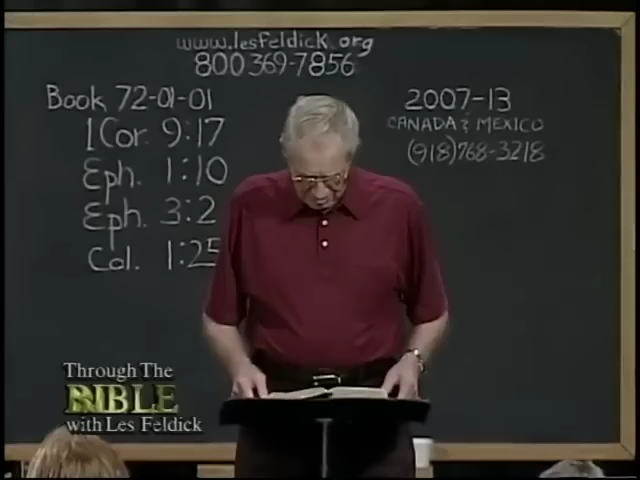 www.lesfeldick.org
800 369-7856
Book 72-01-01
1Cor. 9:17
Eph. 1:10
Eph. 3:2
Col. 1:25
2007-13
CANADA & MEXICO
(918)768-3218
Through The
BIBLE
with Les Feldick